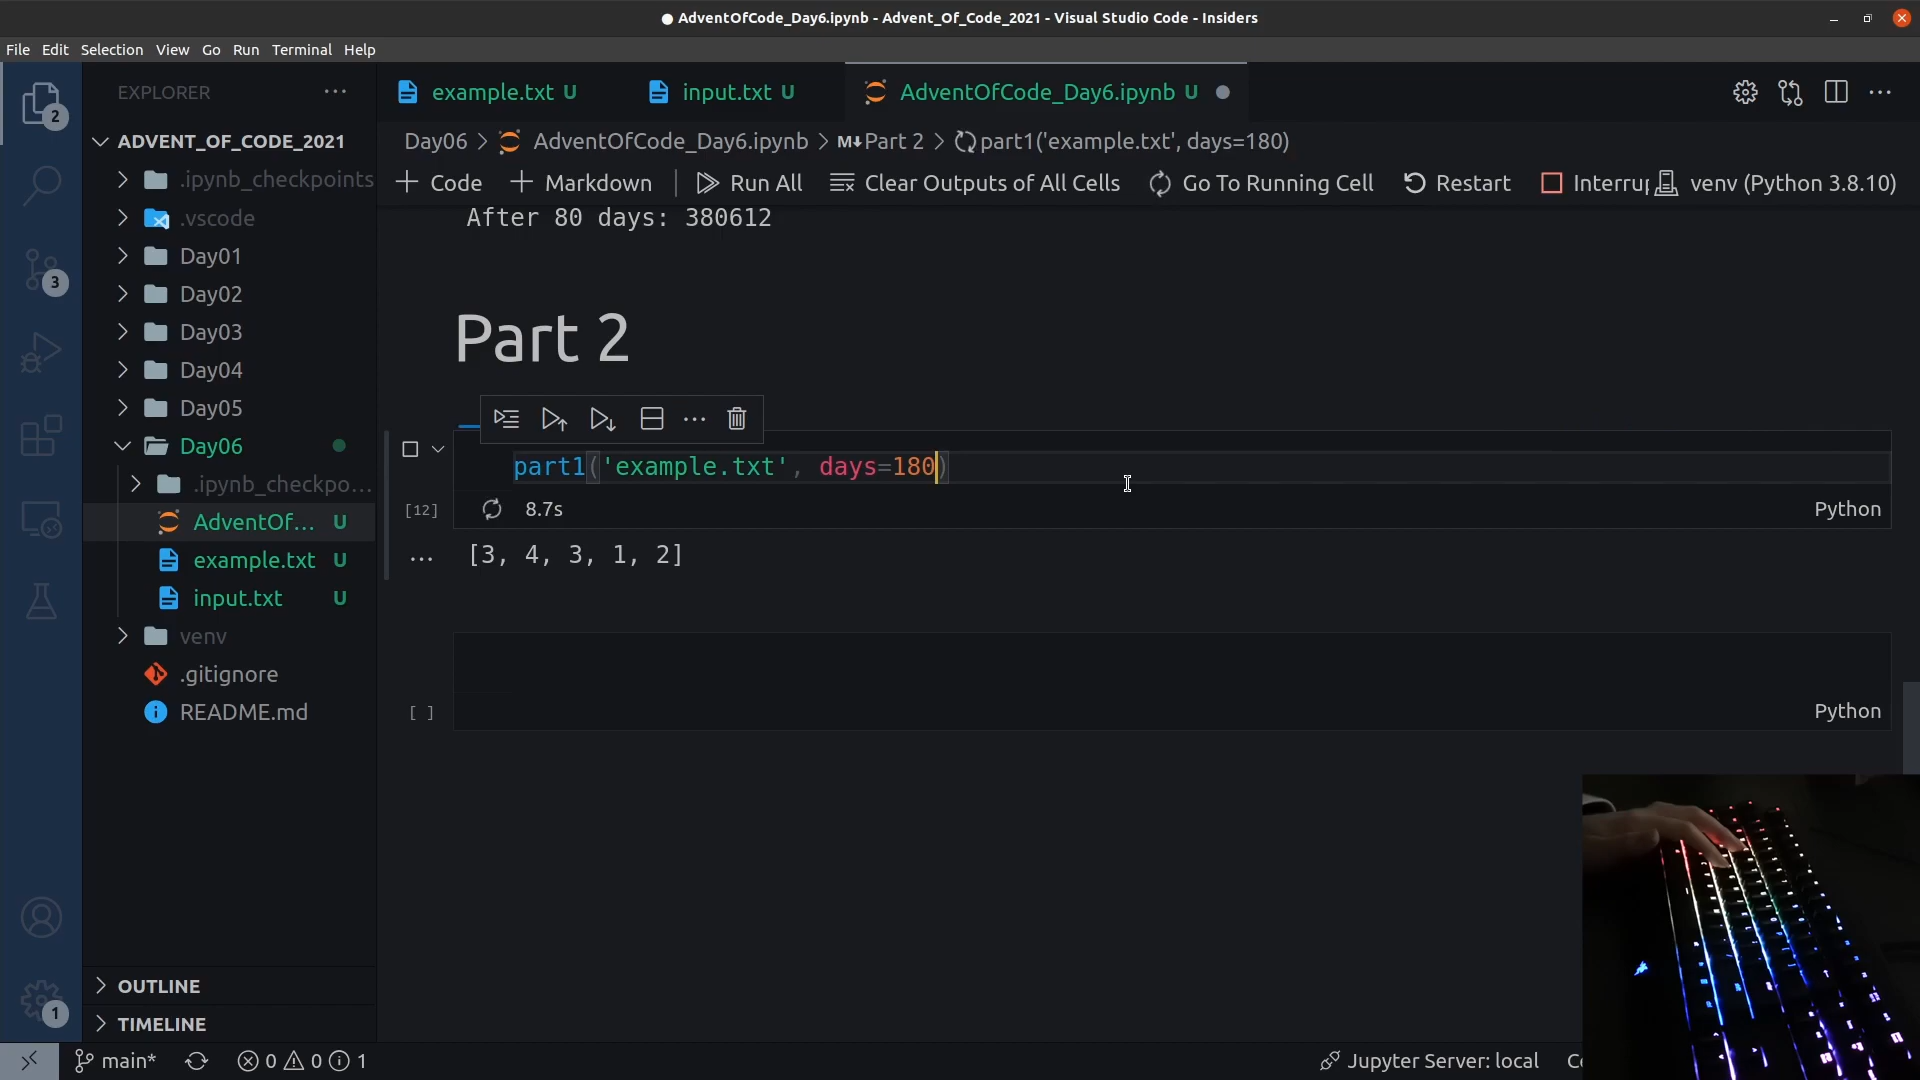 AdventOfCode_Day6.ipynb - Advent_Of_Code_2021 - Visual Studio Code - Insiders
File Edit Selection View Go Run Terminal Help
EXPLORER
example.txt U
input.txt U
AdventOfCode_Day6.ipynb U
2
ADVENT_OF_CODE_2021
Day06 > AdventOfCode_Day6.ipynb > M↓Part 2 > part1('example.txt', days=180)
.ipynb_checkpoints
+ Code + Markdown | Run All Clear Outputs of All Cells Go To Running Cell Restart Interrup venv (Python 3.8.10)
.vscode
After 80 days: 380612
Day01
3
Day02
Day03
Part 2
Day04
Day05
Day06
part1('example.txt', days=180)
.ipynb_checkpo...
[12] 8.7s Python
AdventOf... U
[3, 4, 3, 1, 2]
example.txt U
input.txt U
venv
.gitignore
README.md
[ ] Python
OUTLINE
1
TIMELINE
main* 0 0 1
Jupyter Server: local